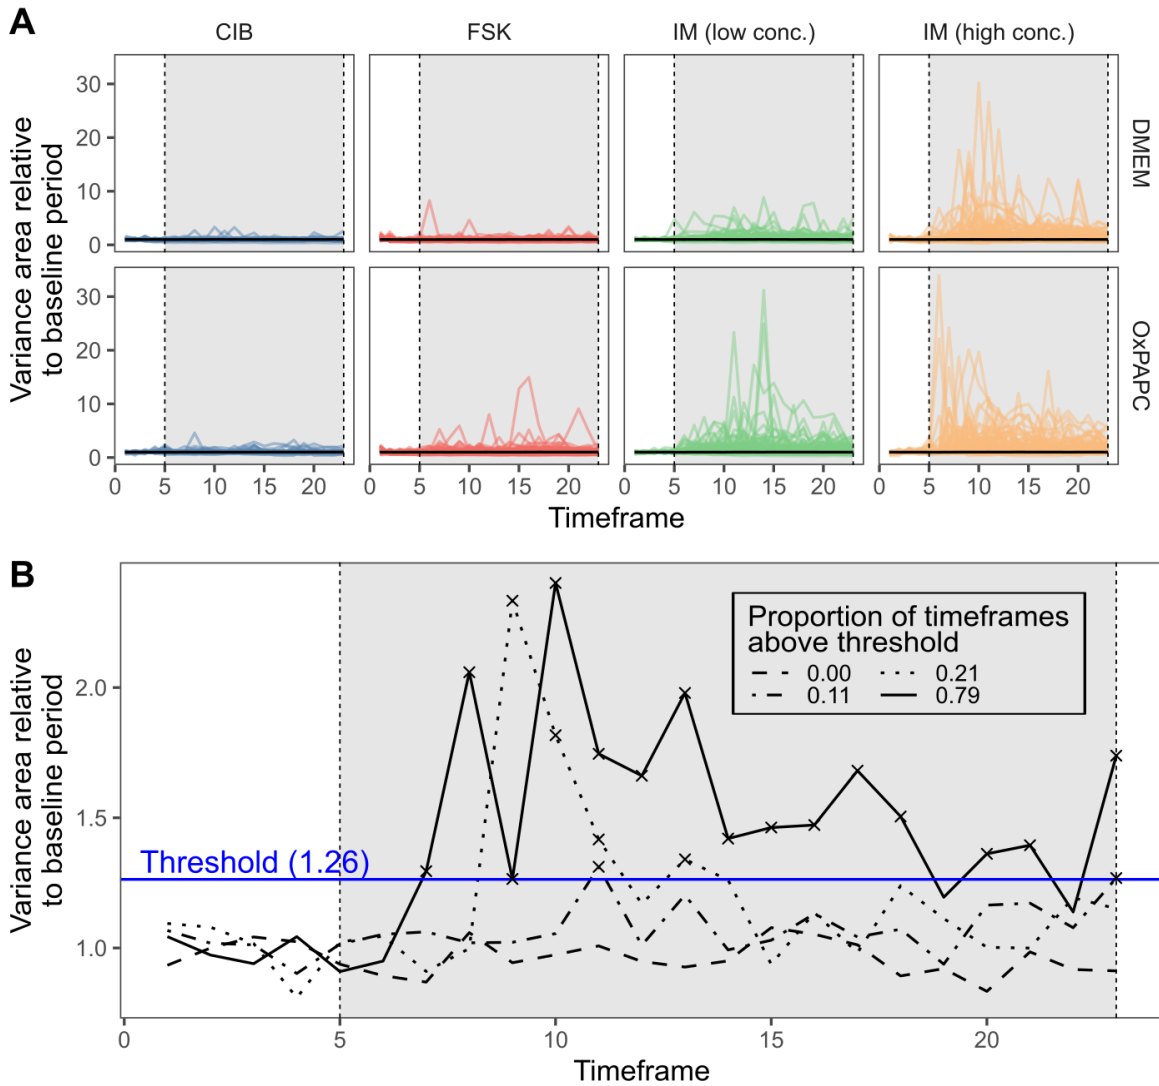 A
CIB
FSK
IM (low conc.)
IM (high conc.)
Variance area relative
to baseline period
30
20
10
0
DMEM
30
20
10
0
OxPAPC
0 5 10 15 20 0 5 10 15 20 0 5 10 15 20 0 5 10 15 20
Timeframe
B
Variance area relative
to baseline period
2.0
1.5
1.0
Proportion of timeframes
above threshold
0.00 0.21
0.11 0.79
Threshold (1.26)
0 5 10 15 20
Timeframe